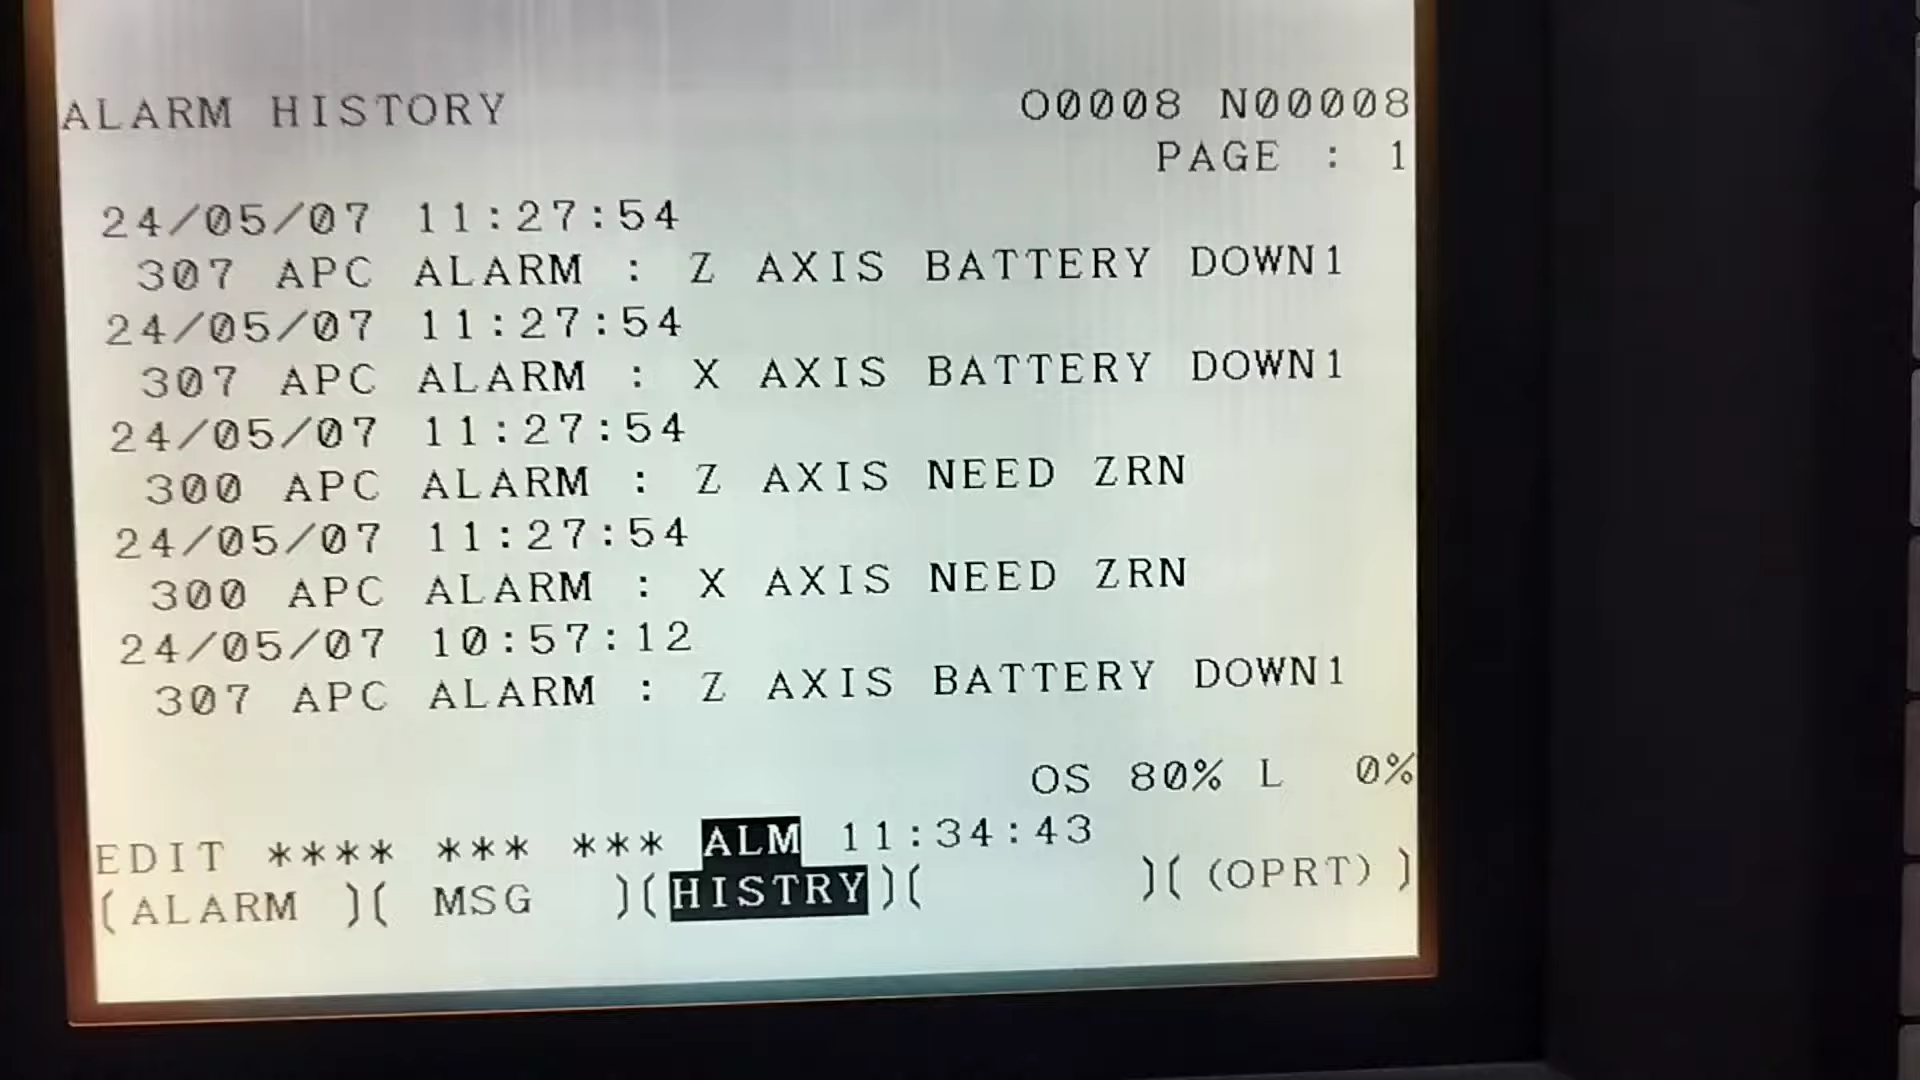 ALARM HISTORY O0008 N00008
PAGE : 1
24/05/07 11:27:54
307 APC ALARM : Z AXIS BATTERY DOWN1
24/05/07 11:27:54
307 APC ALARM : X AXIS BATTERY DOWN1
24/05/07 11:27:54
300 APC ALARM : Z AXIS NEED ZRN
24/05/07 11:27:54
300 APC ALARM : X AXIS NEED ZRN
24/05/07 10:57:12
307 APC ALARM : Z AXIS BATTERY DOWN1
OS 80% L 0%
EDIT **** *** *** ALM 11:34:43
(ALARM )( MSG )(HISTRY)( )( (OPRT) )